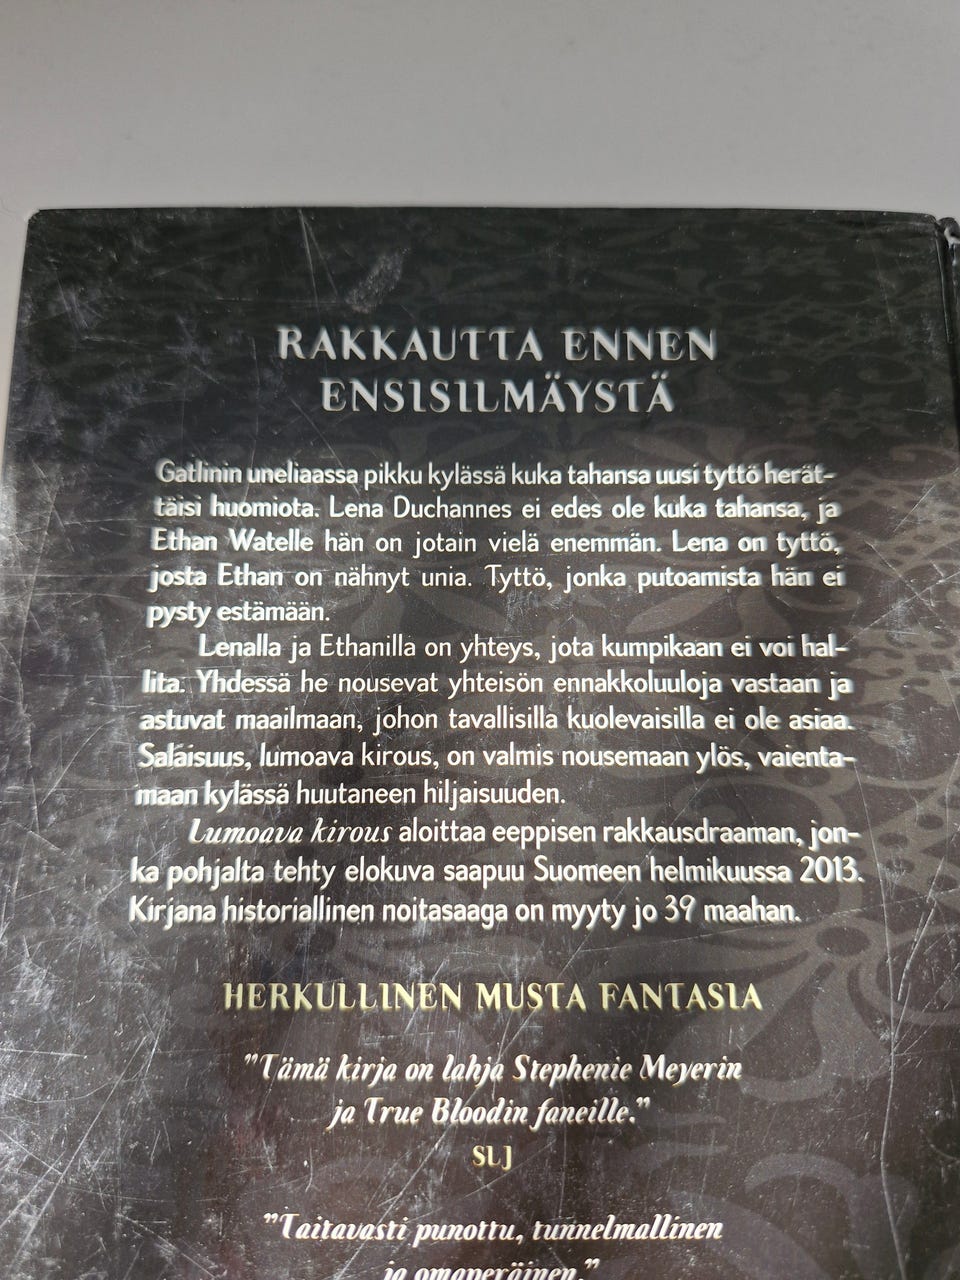 RAKKAUTTA ENNEN
ENSISILMÄYSTÄ
Gatlinin uneliaassa pikku kylässä kuka tahansa uusi tyttö herät-
täisi huomiota. Lena Duchannes ei edes ole kuka tahansa, ja
Ethan Watelle hän on jotain vielä enemmän. Lena on tyttö,
josta Ethan on nähnyt unia. Tyttö, jonka putoamista hän ei
pysty estämään.
Lenalla ja Ethanilla on yhteys, jota kumpikaan ei voi hal-
lita. Yhdessä he nousevat yhteisön ennakkoluuloja vastaan ja
astuvat maailmaan, johon tavallisilla kuolevaisilla ei ole asiaa.
Salaisuus, lumoava kirous, on valmis nousemaan ylös, vaienta-
maan kylässä huutaneen hiljaisuuden.
Lumoava kirous aloittaa eeppisen rakkausdraaman, jon-
ka pohjalta tehty elokuva saapuu Suomeen helmikuussa 2013.
Kirjana historiallinen noitasaaga on myyty jo 39 maahan.
HERKULLINEN MUSTA FANTASIA
"Tämä kirja on lahja Stephenie Meyerin
ja True Bloodin faneille."
SLJ
"Taitavasti punottu, tunnelmallinen
ja omaperäinen."